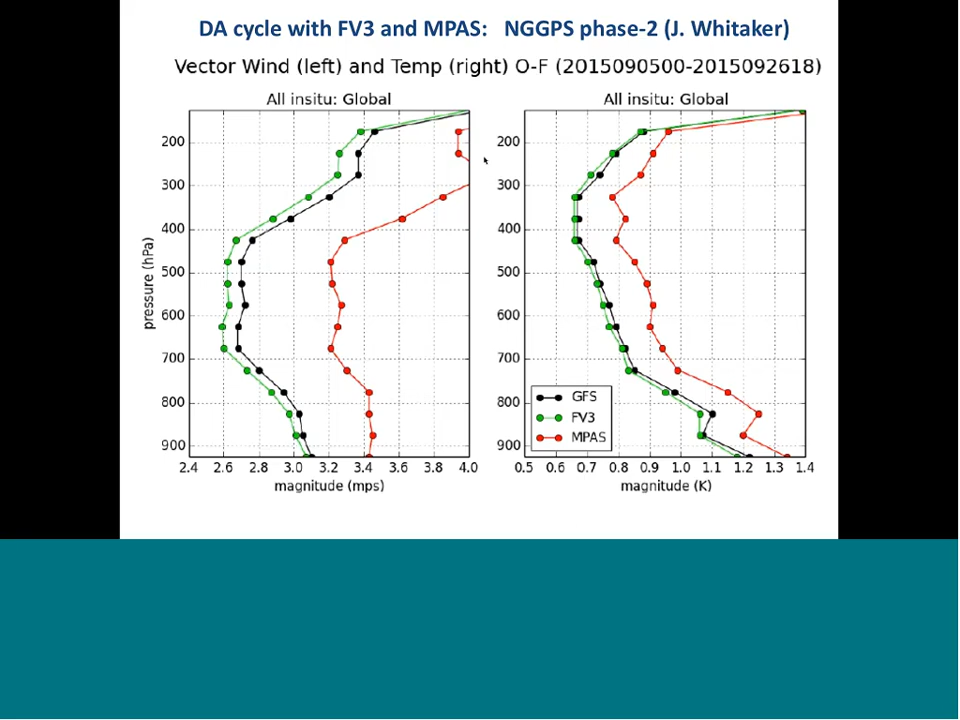 DA cycle with FV3 and MPAS: NGGPS phase-2 (J. Whitaker)
Vector Wind (left) and Temp (right) O-F (2015090500-2015092618)
All insitu: Global
All insitu: Global
pressure (hPa)
200
300
400
500
600
700
800
900
2.4 2.6 2.8 3.0 3.2 3.4 3.6 3.8 4.0
magnitude (mps)
200
300
400
500
600
700
800
900
0.5 0.6 0.7 0.8 0.9 1.0 1.1 1.2 1.3 1.4
magnitude (K)
GFS
FV3
MPAS